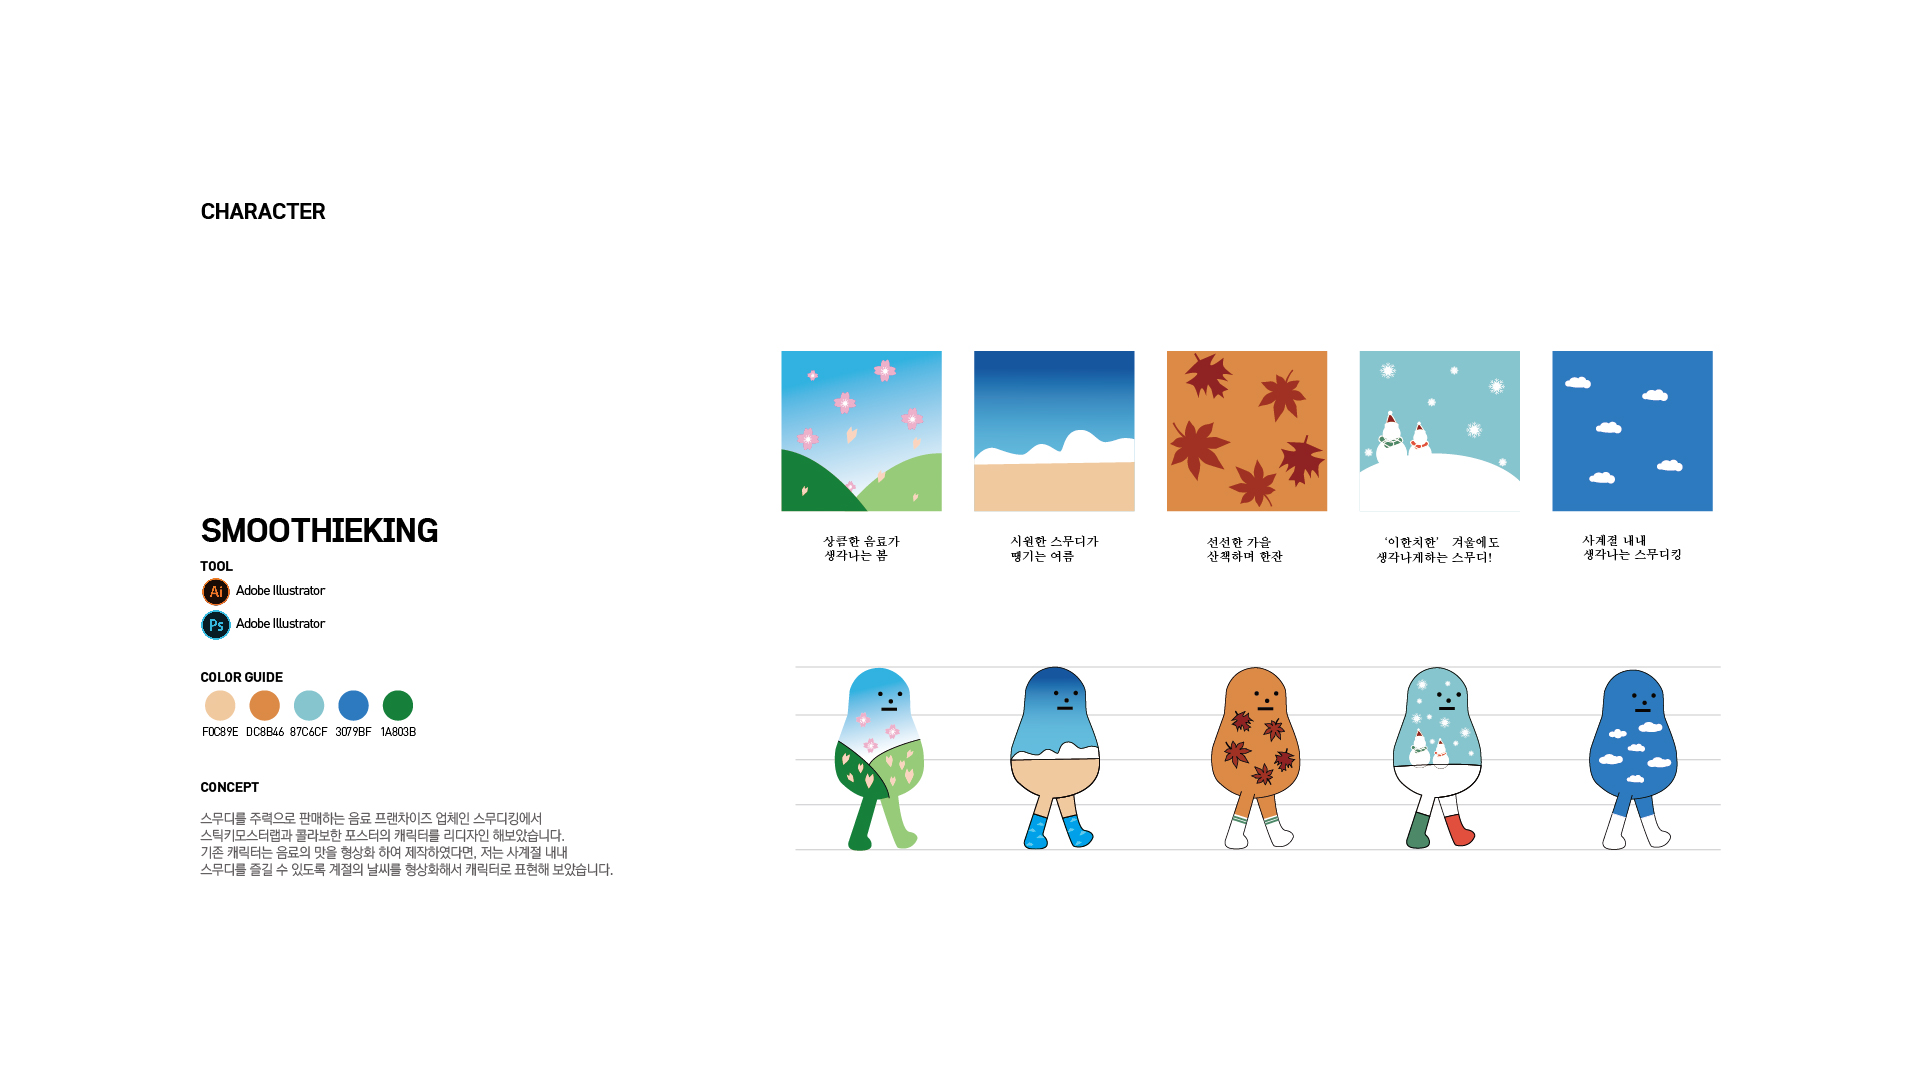 CHARACTER
SMOOTHIEKING
TOOL
Ai Adobe Illustrator
Ps Adobe Illustrator
COLOR GUIDE
F0C89E DC8B46 87C6CF 3079BF 1A803B
CONCEPT
스무디를 주력으로 판매하는 음료 프랜차이즈 업체인 스무디킹에서
스틱키모스터랩과 콜라보한 포스터의 캐릭터를 리디자인 해보았습니다.
기존 캐릭터는 음료의 맛을 형상화 하여 제작하였다면, 저는 사계절 내내
스무디를 즐길 수 있도록 계절의 날씨를 형상화해서 캐릭터로 표현해 보았습니다.
상큼한 음료가
생각나는 봄
시원한 스무디가
땡기는 여름
선선한 가을
산책하며 한잔
‘이한치한’ 겨울에도
생각나게하는 스무디!
사계절 내내
생각나는 스무디킹